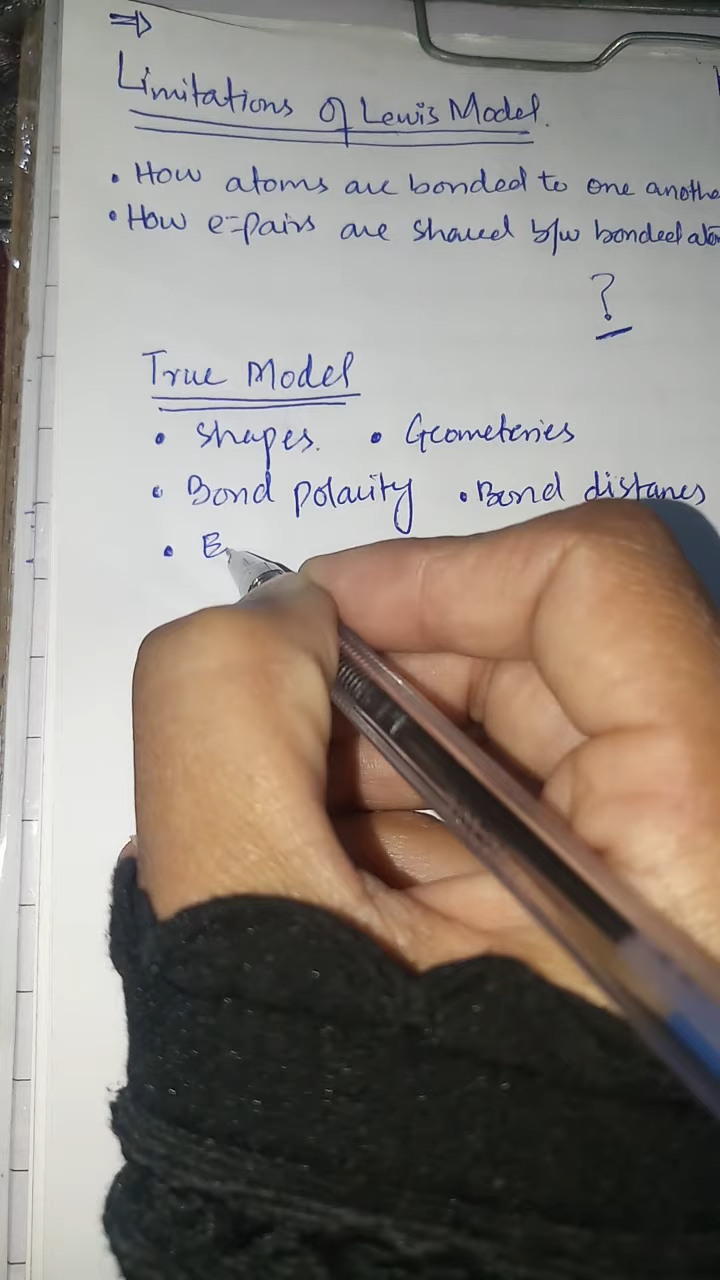 ⇒
Limitations of Lewis Model.
• How atoms are bonded to one anothe
• How e-pairs are shared b/w bonded ato
?
True Model
• shapes. • Geometeries
• Bond polarity • Bond distanes
• E